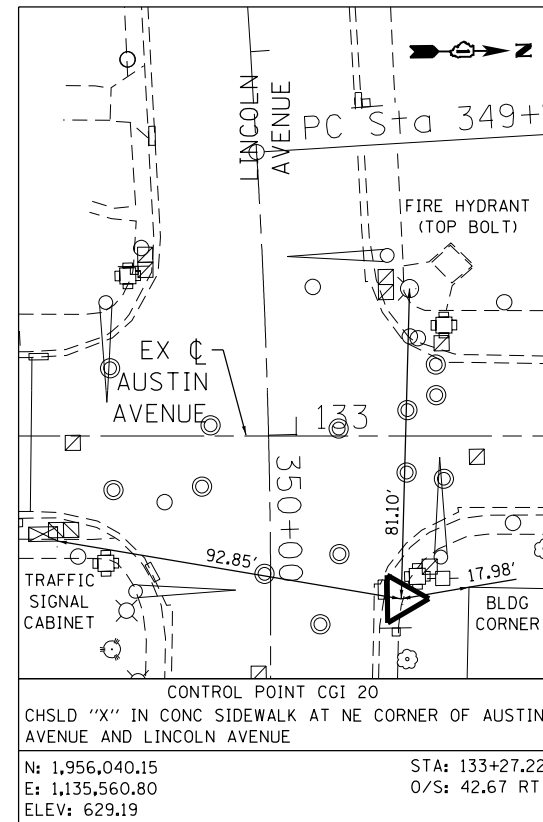 N
LINCOLN
AVENUE
PC Sta 349+
FIRE HYDRANT
(TOP BOLT)
EX ℄
AUSTIN
AVENUE
133
350+00
81.10'
92.85'
17.98'
TRAFFIC
SIGNAL
CABINET
BLDG
CORNER
CONTROL POINT CGI 20
CHSLD "X" IN CONC SIDEWALK AT NE CORNER OF AUSTIN
AVENUE AND LINCOLN AVENUE
N: 1,956,040.15
E: 1,135,560.80
ELEV: 629.19
STA: 133+27.22
O/S: 42.67 RT